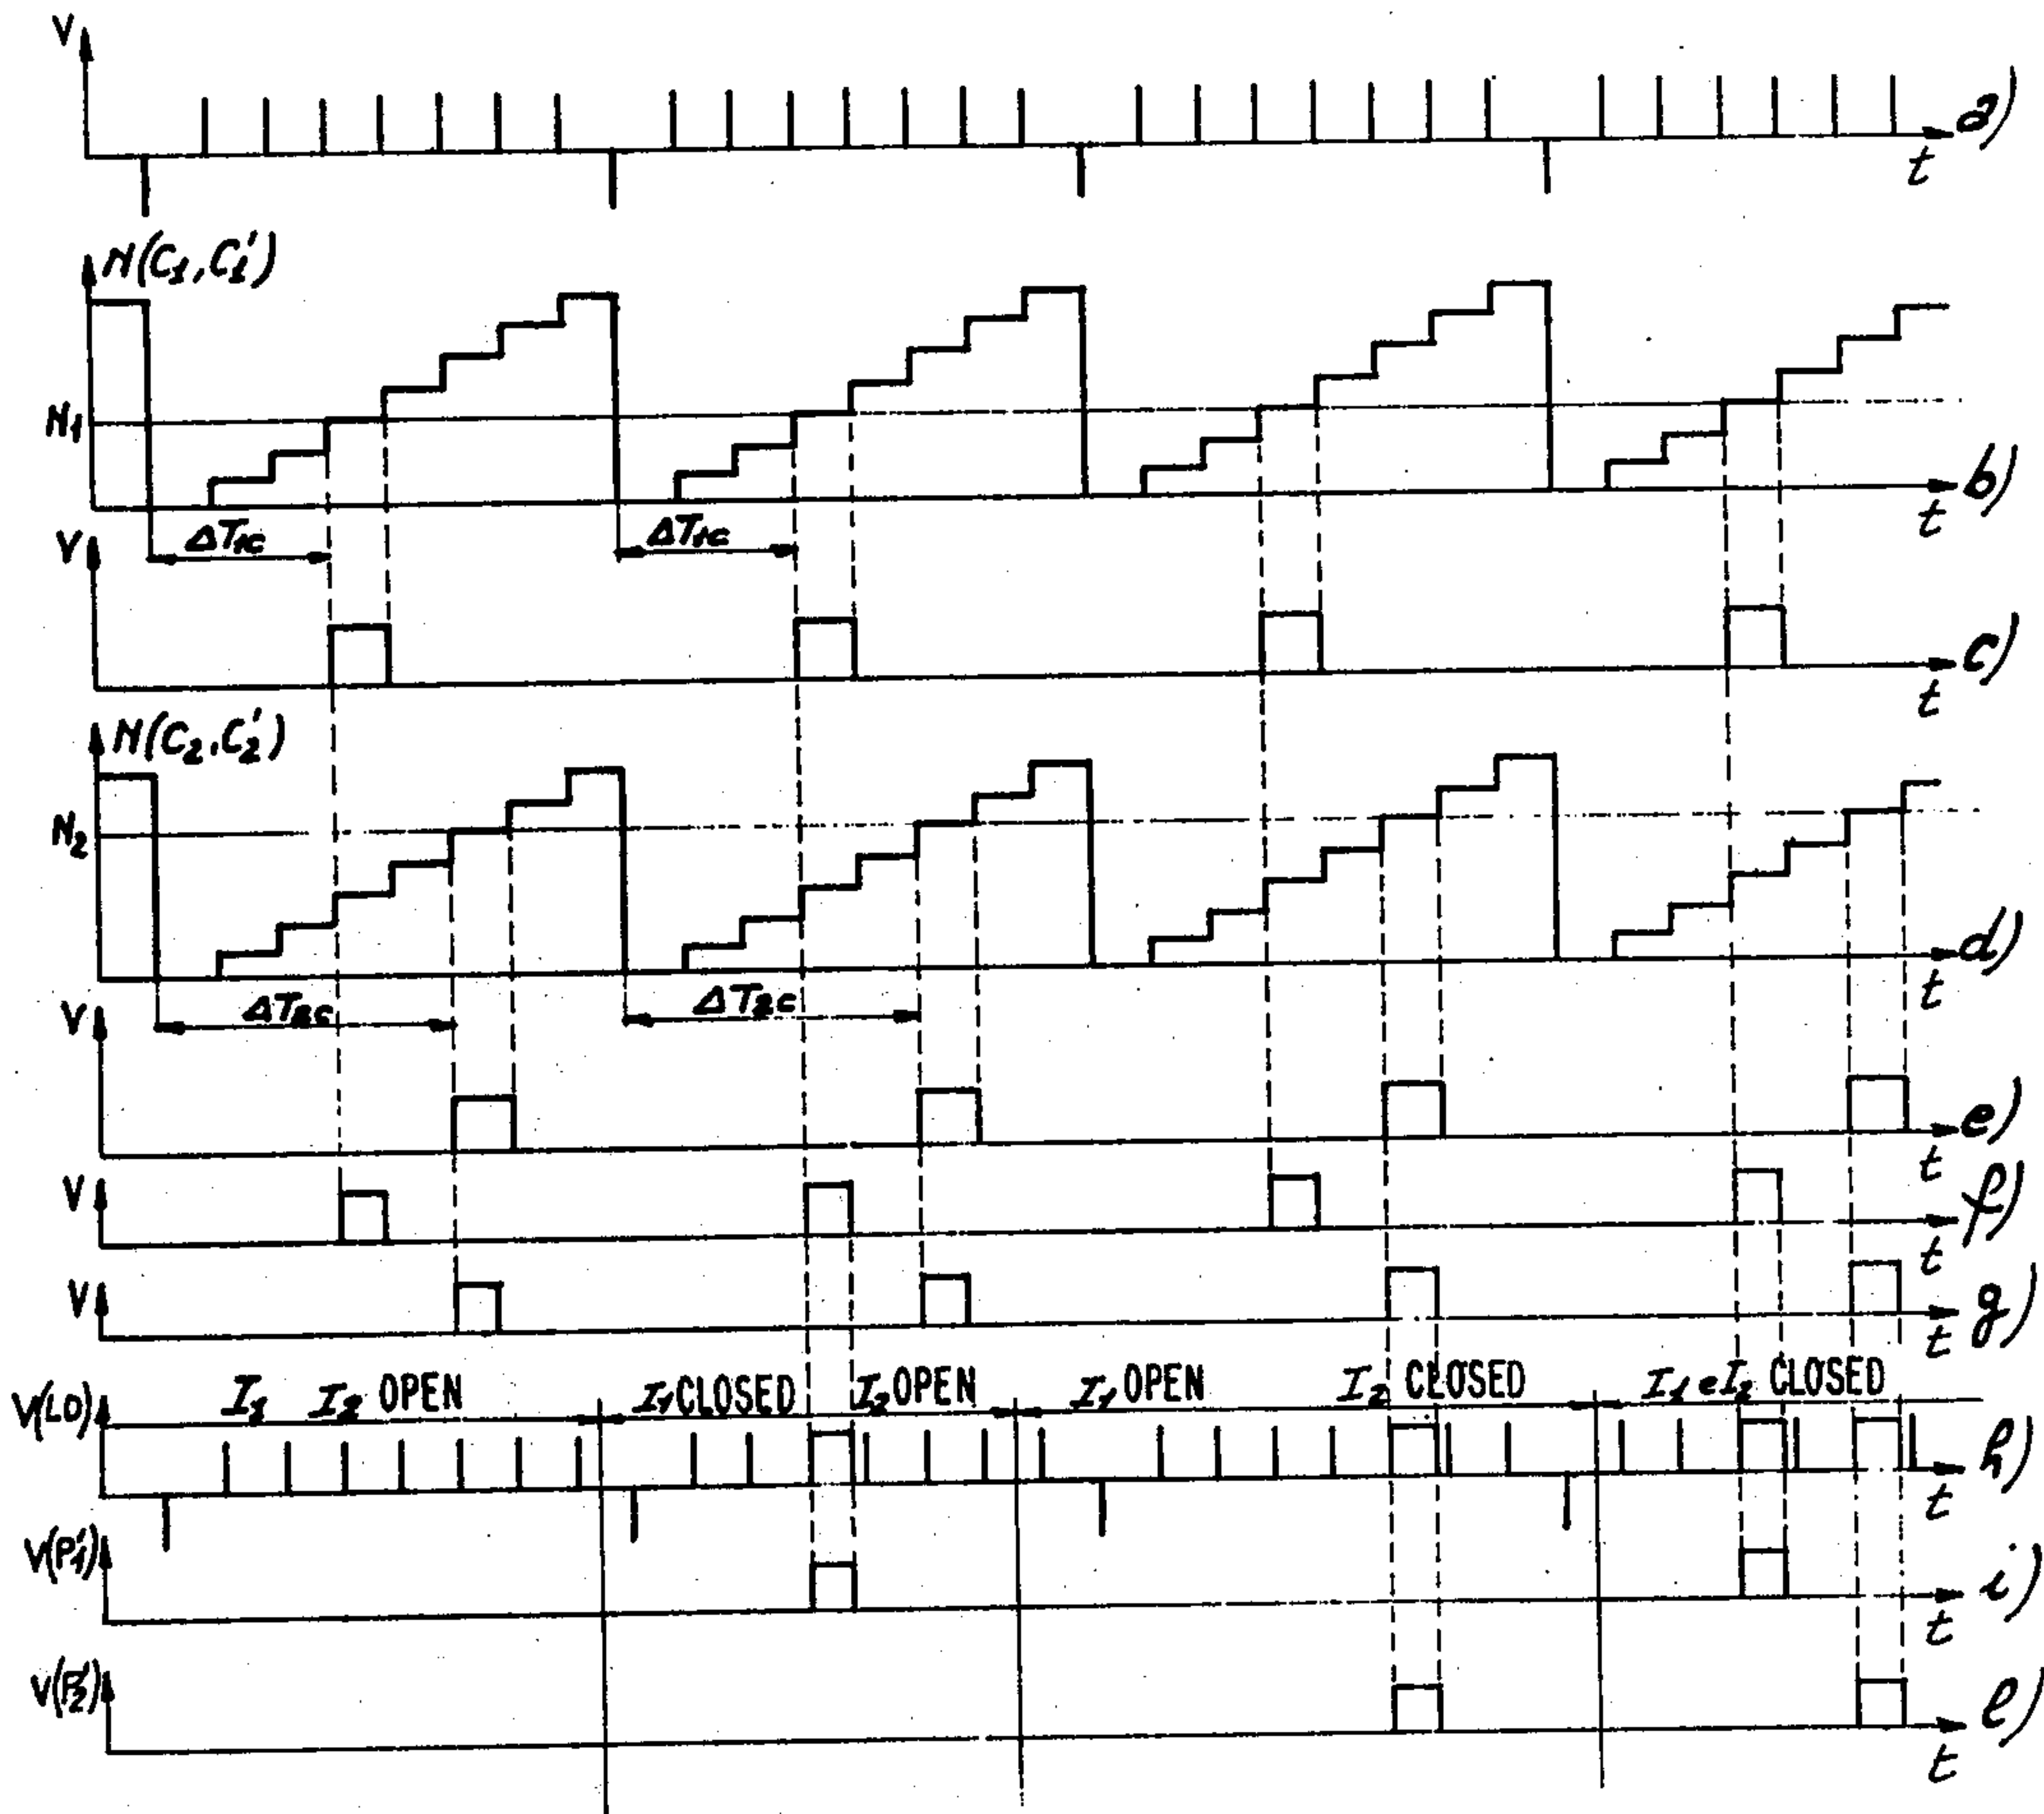 V
a)
t
N(C₁,C₁')
N₁
b)
t
ΔT₁c
ΔT₁c
V
c)
t
N(C₂,C₂')
N₂
d)
t
ΔT₂c
ΔT₂c
V
e)
t
V
f)
t
V
g)
t
V(LD)
I₁ I₂ OPEN
I₁ CLOSED I₂ OPEN
I₁ OPEN I₂ CLOSED
I₁ e I₂ CLOSED
h)
t
V(P₁')
i)
t
V(P₂')
l)
t